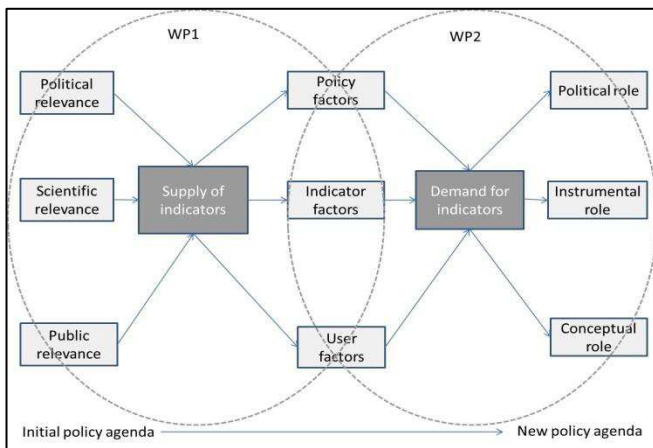 WP1
WP2
Political
relevance
Policy
factors
Political role
Scientific
relevance
Supply of
indicators
Indicator
factors
Demand for
indicators
Instrumental
role
Public
relevance
User
factors
Conceptual
role
Initial policy agenda
New policy agenda